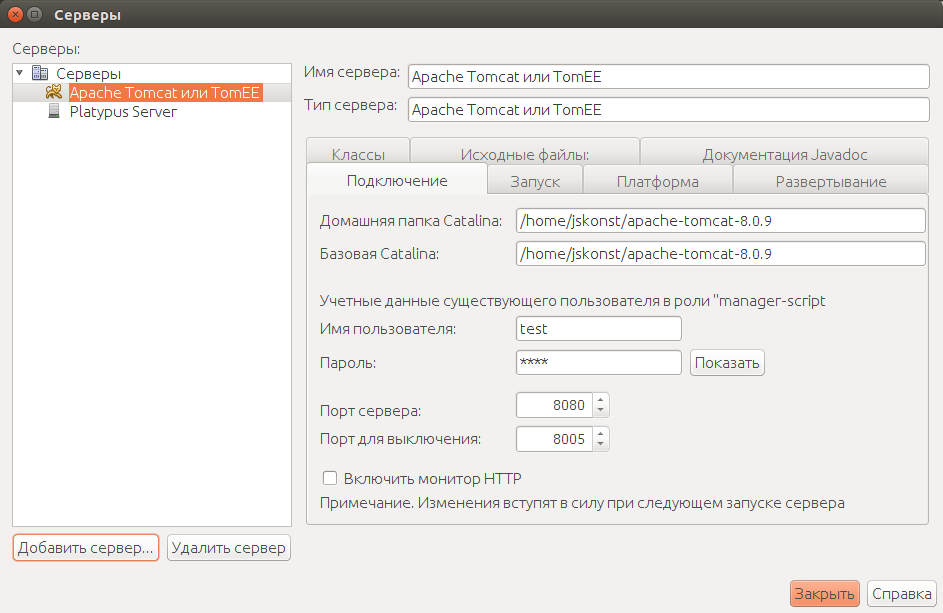 Серверы
Серверы:
Серверы
Apache Tomcat или TomEE
Platypus Server
Добавить сервер...
Удалить сервер
Имя сервера: Apache Tomcat или TomEE
Тип сервера: Apache Tomcat или TomEE
Классы Исходные файлы: Документация Javadoc
Подключение Запуск Платформа Развертывание
Домашняя папка Catalina: /home/jskonst/apache-tomcat-8.0.9
Базовая Catalina: /home/jskonst/apache-tomcat-8.0.9
Учетные данные существующего пользователя в роли "manager-script
Имя пользователя: test
Пароль: **** Показать
Порт сервера: 8080
Порт для выключения: 8005
Включить монитор HTTP
Примечание. Изменения вступят в силу при следующем запуске сервера
Закрыть Справка